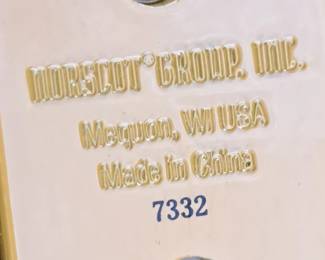 NORSCOT® GROUP, INC.
Mequon, WI USA
Made in China
7332